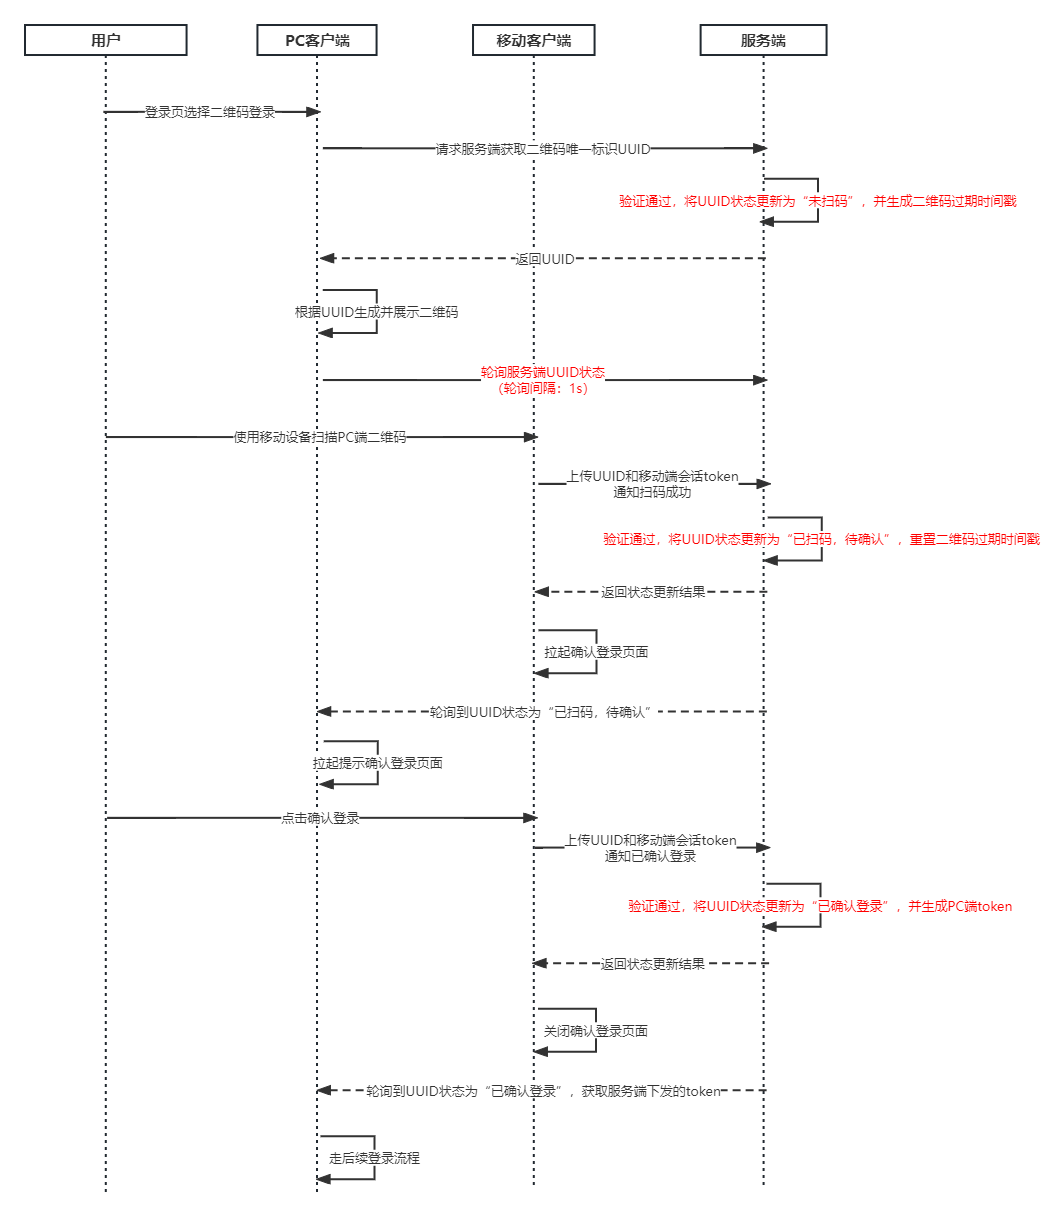 用户
PC客户端
移动客户端
服务端
登录页选择二维码登录
请求服务端获取二维码唯一标识UUID
验证通过，将UUID状态更新为“未扫码”，并生成二维码过期时间戳
返回UUID
根据UUID生成并展示二维码
轮询服务端UUID状态
（轮询间隔：1s）
使用移动设备扫描PC端二维码
上传UUID和移动端会话token
通知扫码成功
验证通过，将UUID状态更新为“已扫码，待确认”，重置二维码过期时间戳
返回状态更新结果
拉起确认登录页面
轮询到UUID状态为“已扫码，待确认”
拉起提示确认登录页面
点击确认登录
上传UUID和移动端会话token
通知已确认登录
验证通过，将UUID状态更新为“已确认登录”，并生成PC端token
返回状态更新结果
关闭确认登录页面
轮询到UUID状态为“已确认登录”，获取服务端下发的token
走后续登录流程